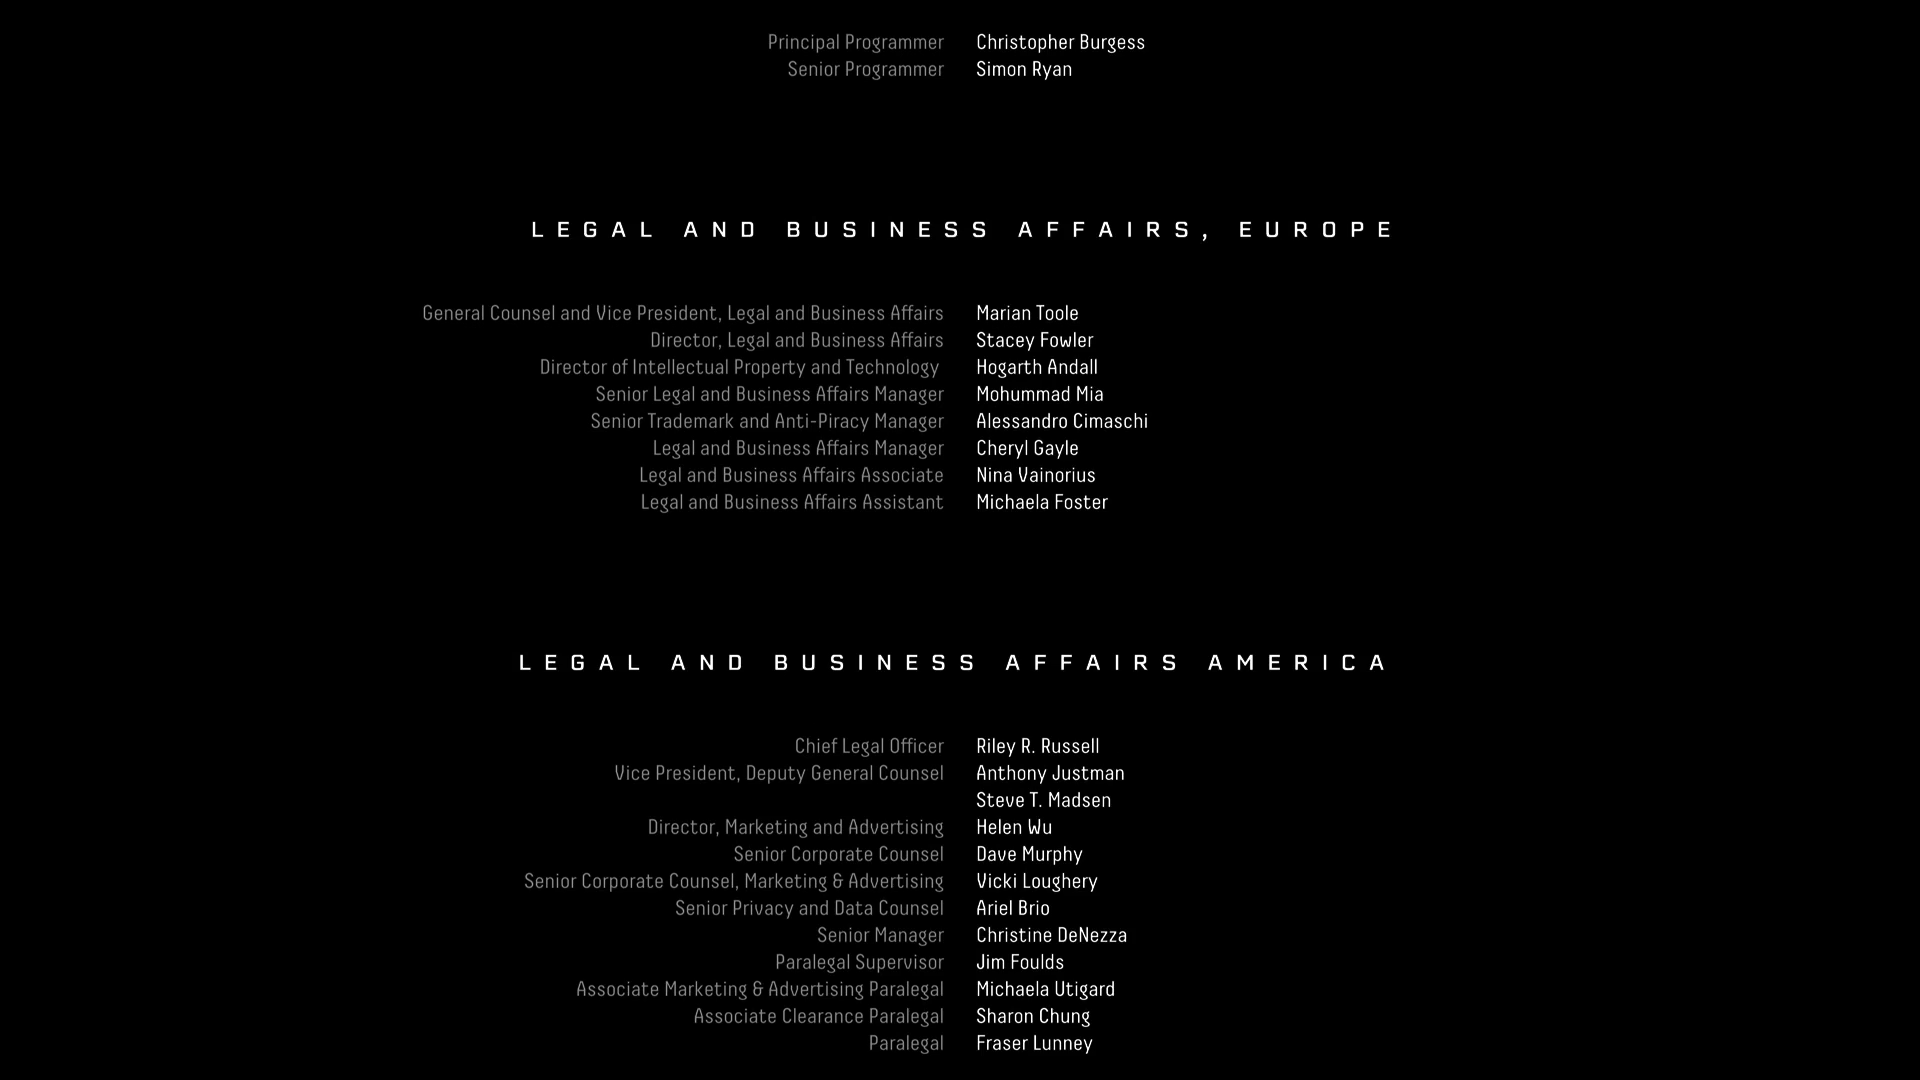 Principal Programmer Christopher Burgess
Senior Programmer Simon Ryan
LEGAL AND BUSINESS AFFAIRS, EUROPE
General Counsel and Vice President, Legal and Business Affairs Marian Toole
Director, Legal and Business Affairs Stacey Fowler
Director of Intellectual Property and Technology Hogarth Andall
Senior Legal and Business Affairs Manager Mohummad Mia
Senior Trademark and Anti-Piracy Manager Alessandro Cimaschi
Legal and Business Affairs Manager Cheryl Gayle
Legal and Business Affairs Associate Nina Vainorius
Legal and Business Affairs Assistant Michaela Foster
LEGAL AND BUSINESS AFFAIRS AMERICA
Chief Legal Officer Riley R. Russell
Vice President, Deputy General Counsel Anthony Justman
Steve T. Madsen
Director, Marketing and Advertising Helen Wu
Senior Corporate Counsel Dave Murphy
Senior Corporate Counsel, Marketing & Advertising Vicki Loughery
Senior Privacy and Data Counsel Ariel Brio
Senior Manager Christine DeNezza
Paralegal Supervisor Jim Foulds
Associate Marketing & Advertising Paralegal Michaela Utigard
Associate Clearance Paralegal Sharon Chung
Paralegal Fraser Lunney